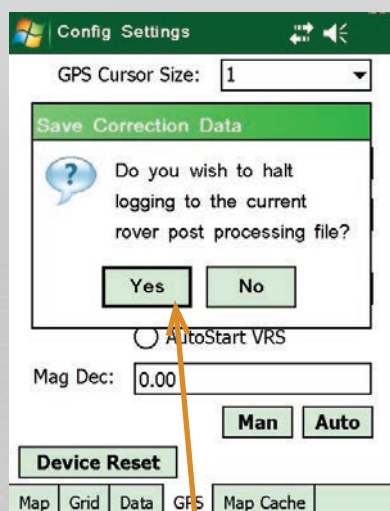 Config Settings
GPS Cursor Size: 1
Save Correction Data
?
Do you wish to halt
logging to the current
rover post processing file?
Yes No
AutoStart VRS
Mag Dec: 0.00
Man Auto
Device Reset
Map Grid Data GPS Map Cache